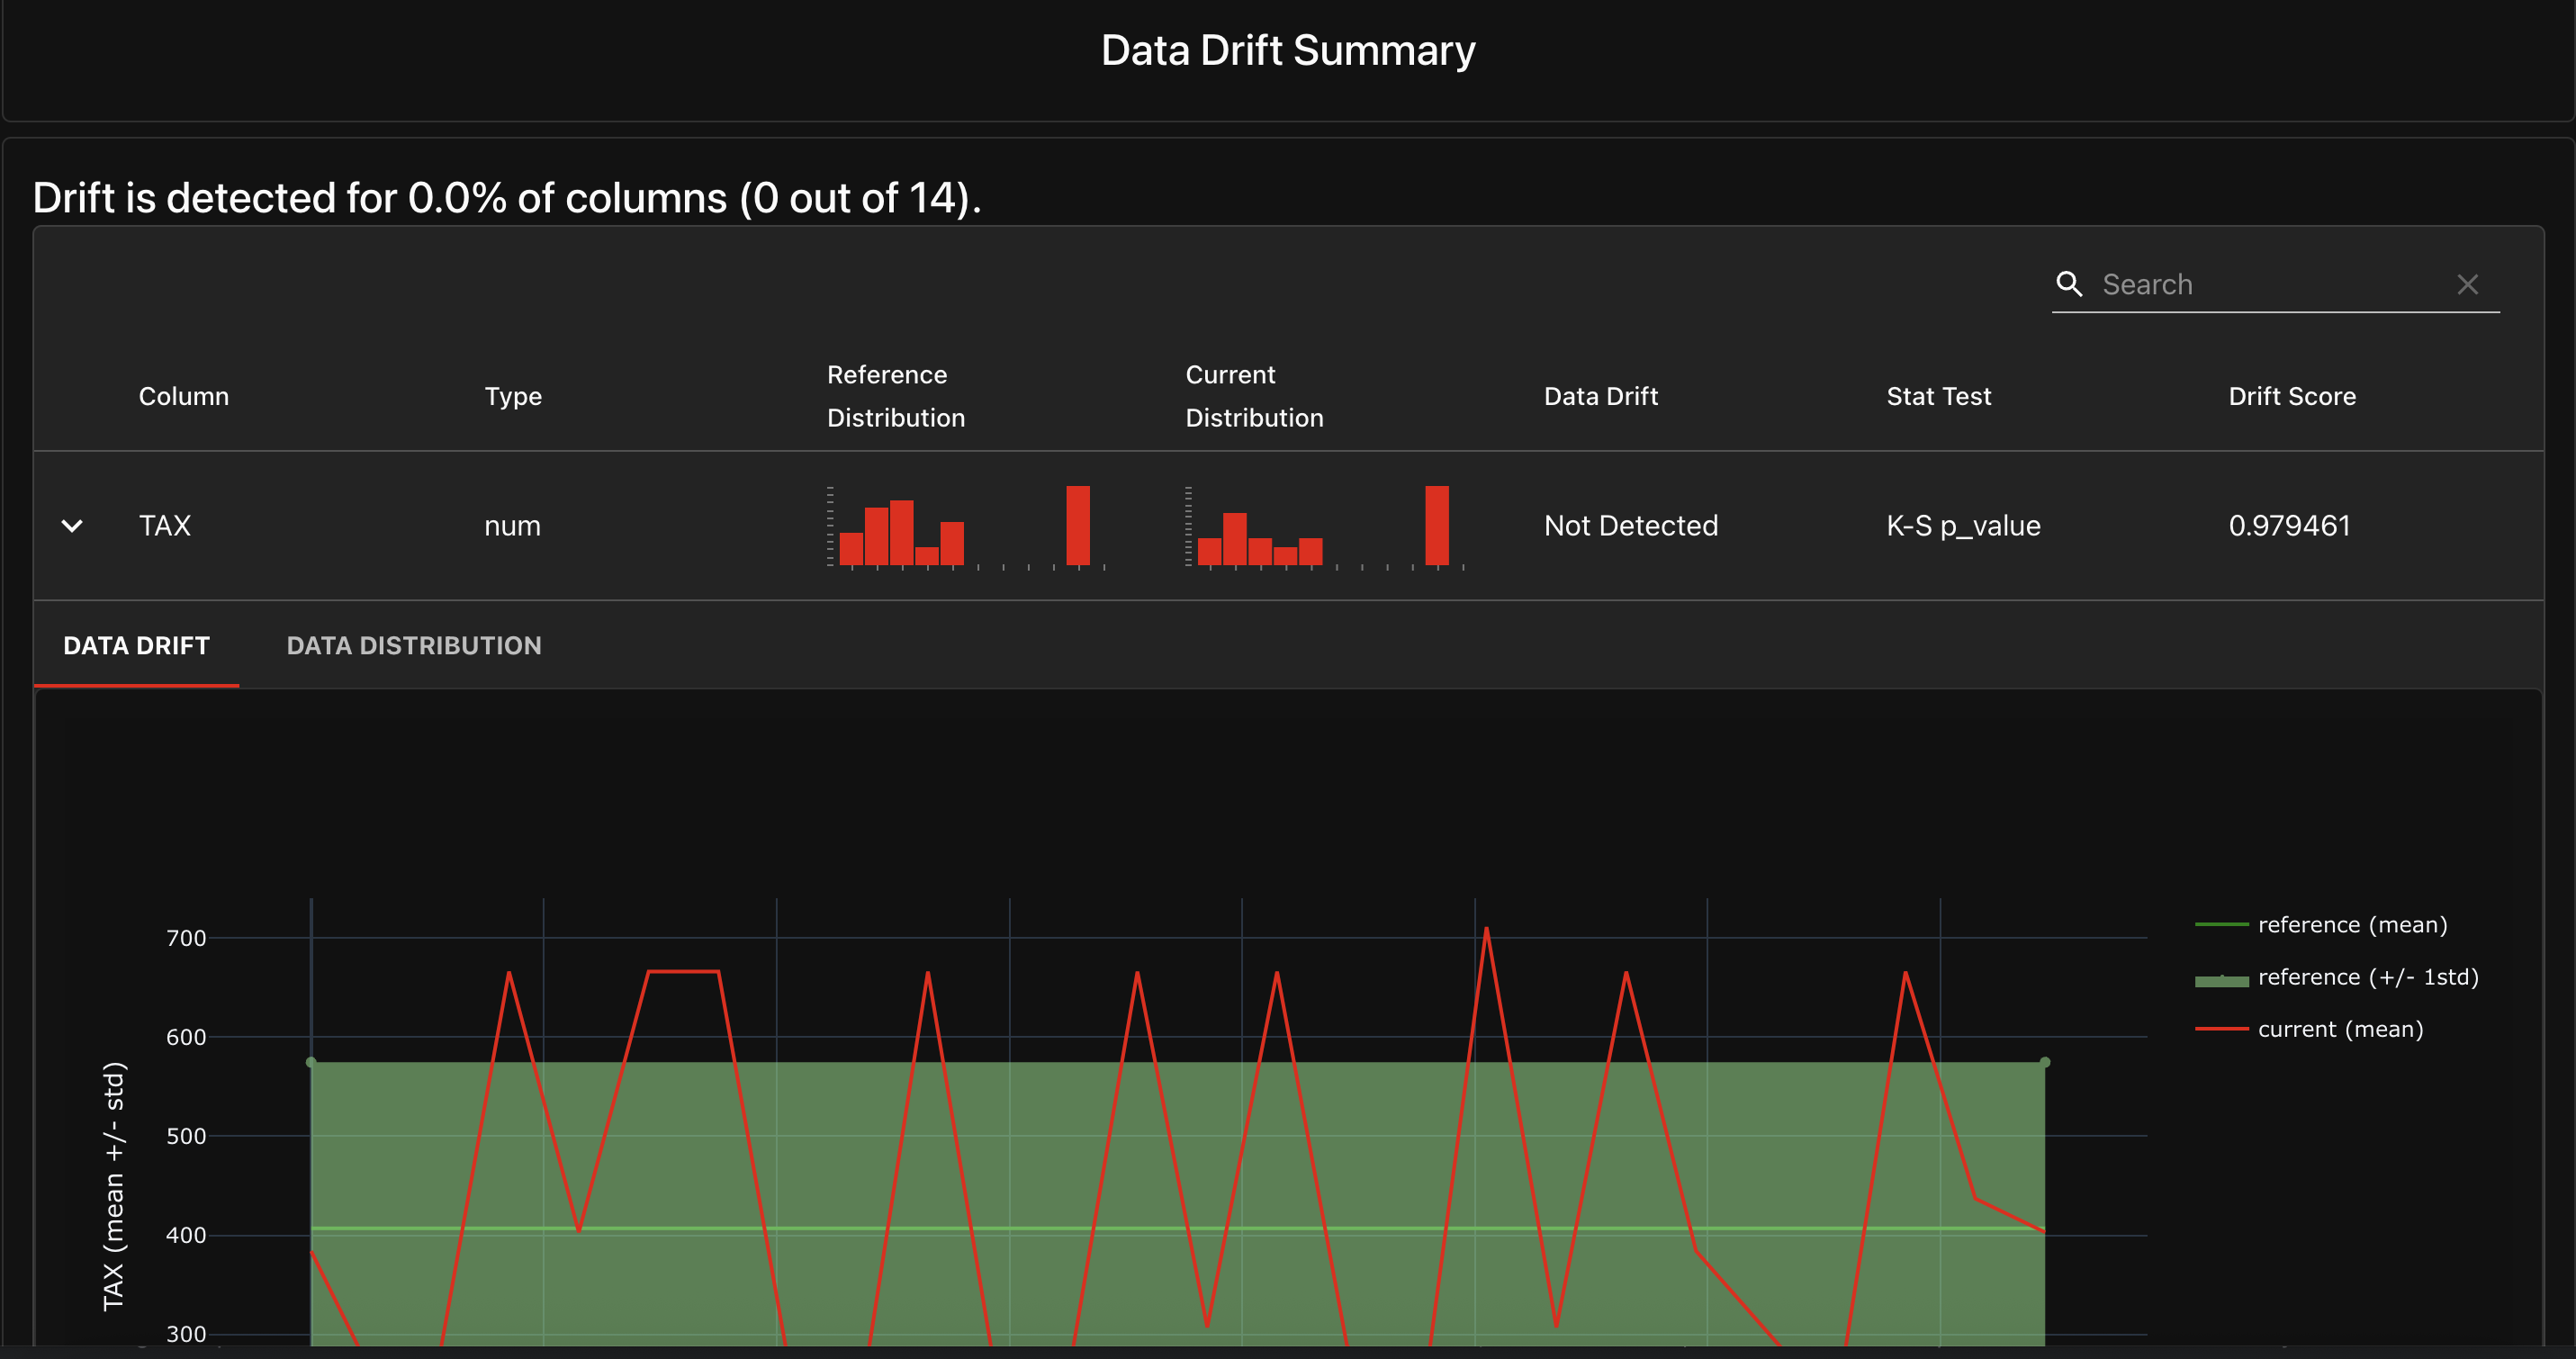 Data Drift Summary
Drift is detected for 0.0% of columns (0 out of 14).
Search
Column
Type
Reference
Distribution
Current
Distribution
Data Drift
Stat Test
Drift Score
TAX
num
Not Detected
K-S p_value
0.979461
DATA DRIFT
DATA DISTRIBUTION
700
600
500
400
300
TAX (mean +/- std)
reference (mean)
reference (+/- 1std)
current (mean)